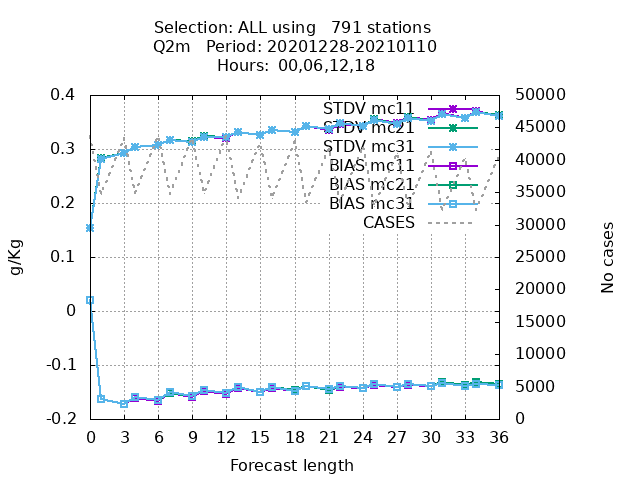 Selection: ALL using   791 stations
Q2m   Period: 20201228-20210110
Hours:  00,06,12,18
0.4
0.3
0.2
0.1
0
-0.1
-0.2
g/Kg
STDV mc11
STDV mc21
STDV mc31
BIAS mc11
BIAS mc21
BIAS mc31
CASES
50000
45000
40000
35000
30000
25000
20000
15000
10000
5000
0
No cases
0 3 6 9 12 15 18 21 24 27 30 33 36
Forecast length